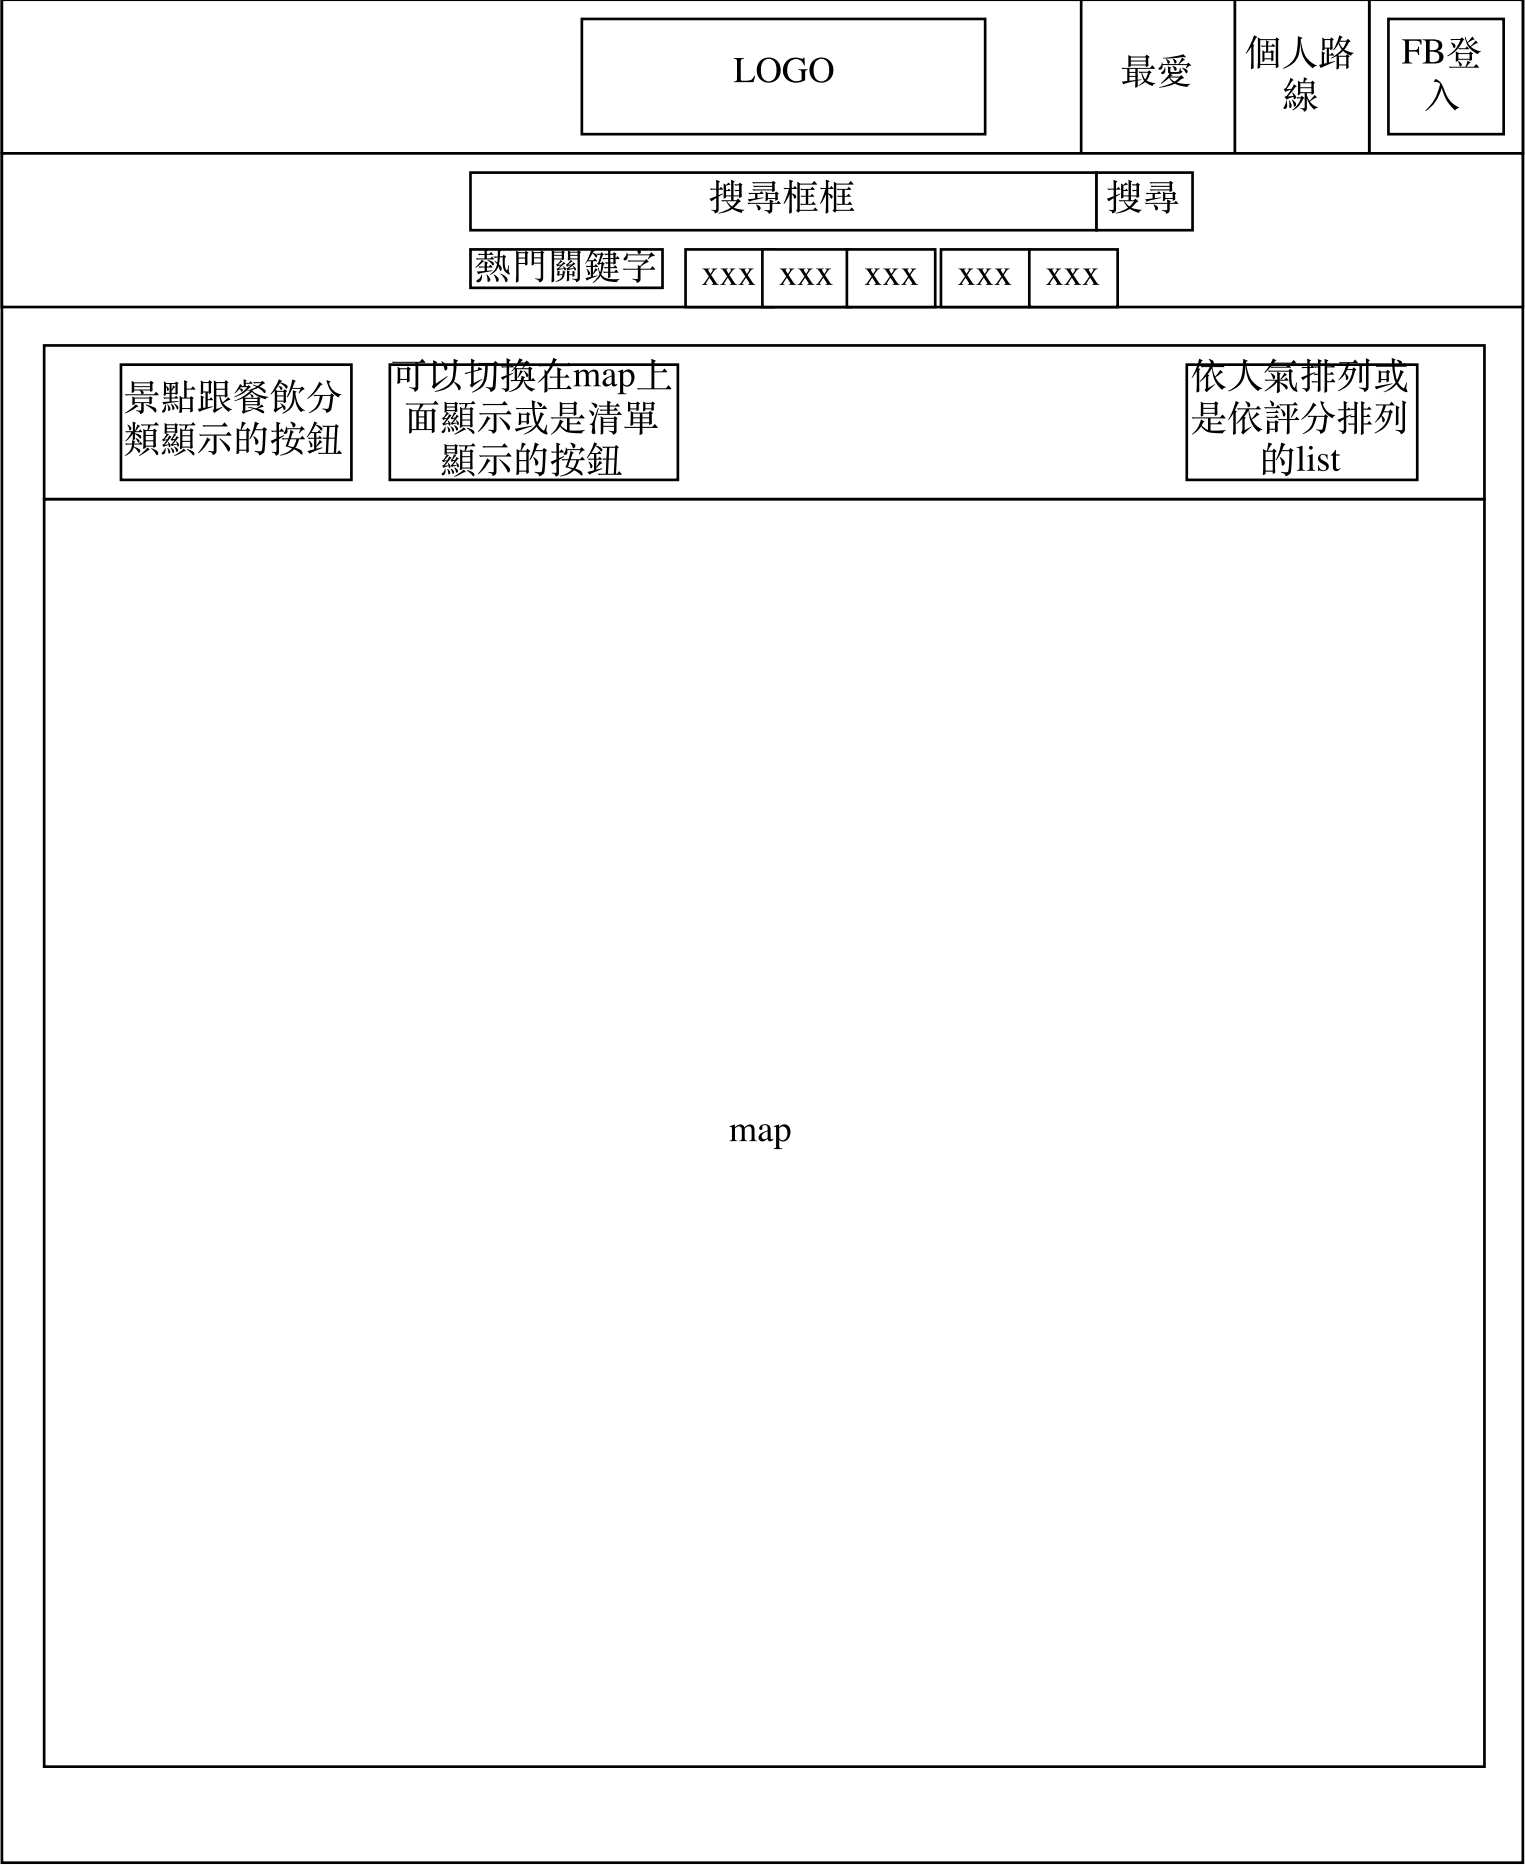 LOGO
最愛
個人路
線
FB登
入
搜尋框框
搜尋
熱門關鍵字
xxx
xxx
xxx
xxx
xxx
景點跟餐飲分
類顯示的按鈕
可以切換在map上
面顯示或是清單
顯示的按鈕
依人氣排列或
是依評分排列
的list
map